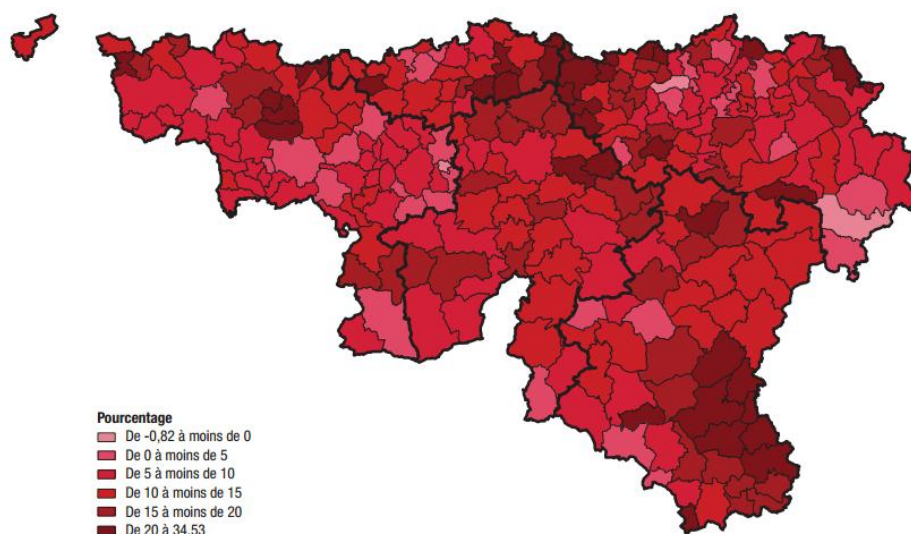 Pourcentage
De -0,82 à moins de 0
De 0 à moins de 5
De 5 à moins de 10
De 10 à moins de 15
De 15 à moins de 20
De 20 à 34,53